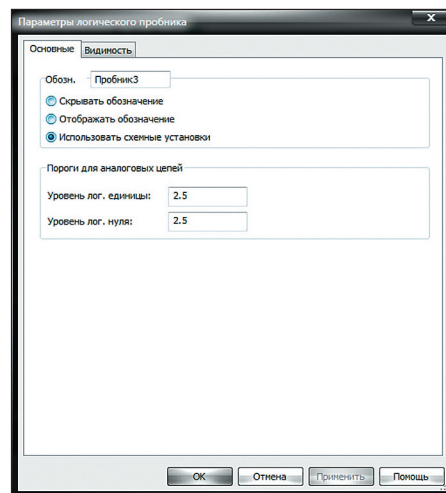 Параметры логического пробника
x
Основные Видимость
Обозн. Пробник3
Скрывать обозначение
Отображать обозначение
Использовать схемные установки
Пороги для аналоговых цепей
Уровень лог. единицы: 2.5
Уровень лог. нуля: 2.5
ОК Отмена Применить Помощь